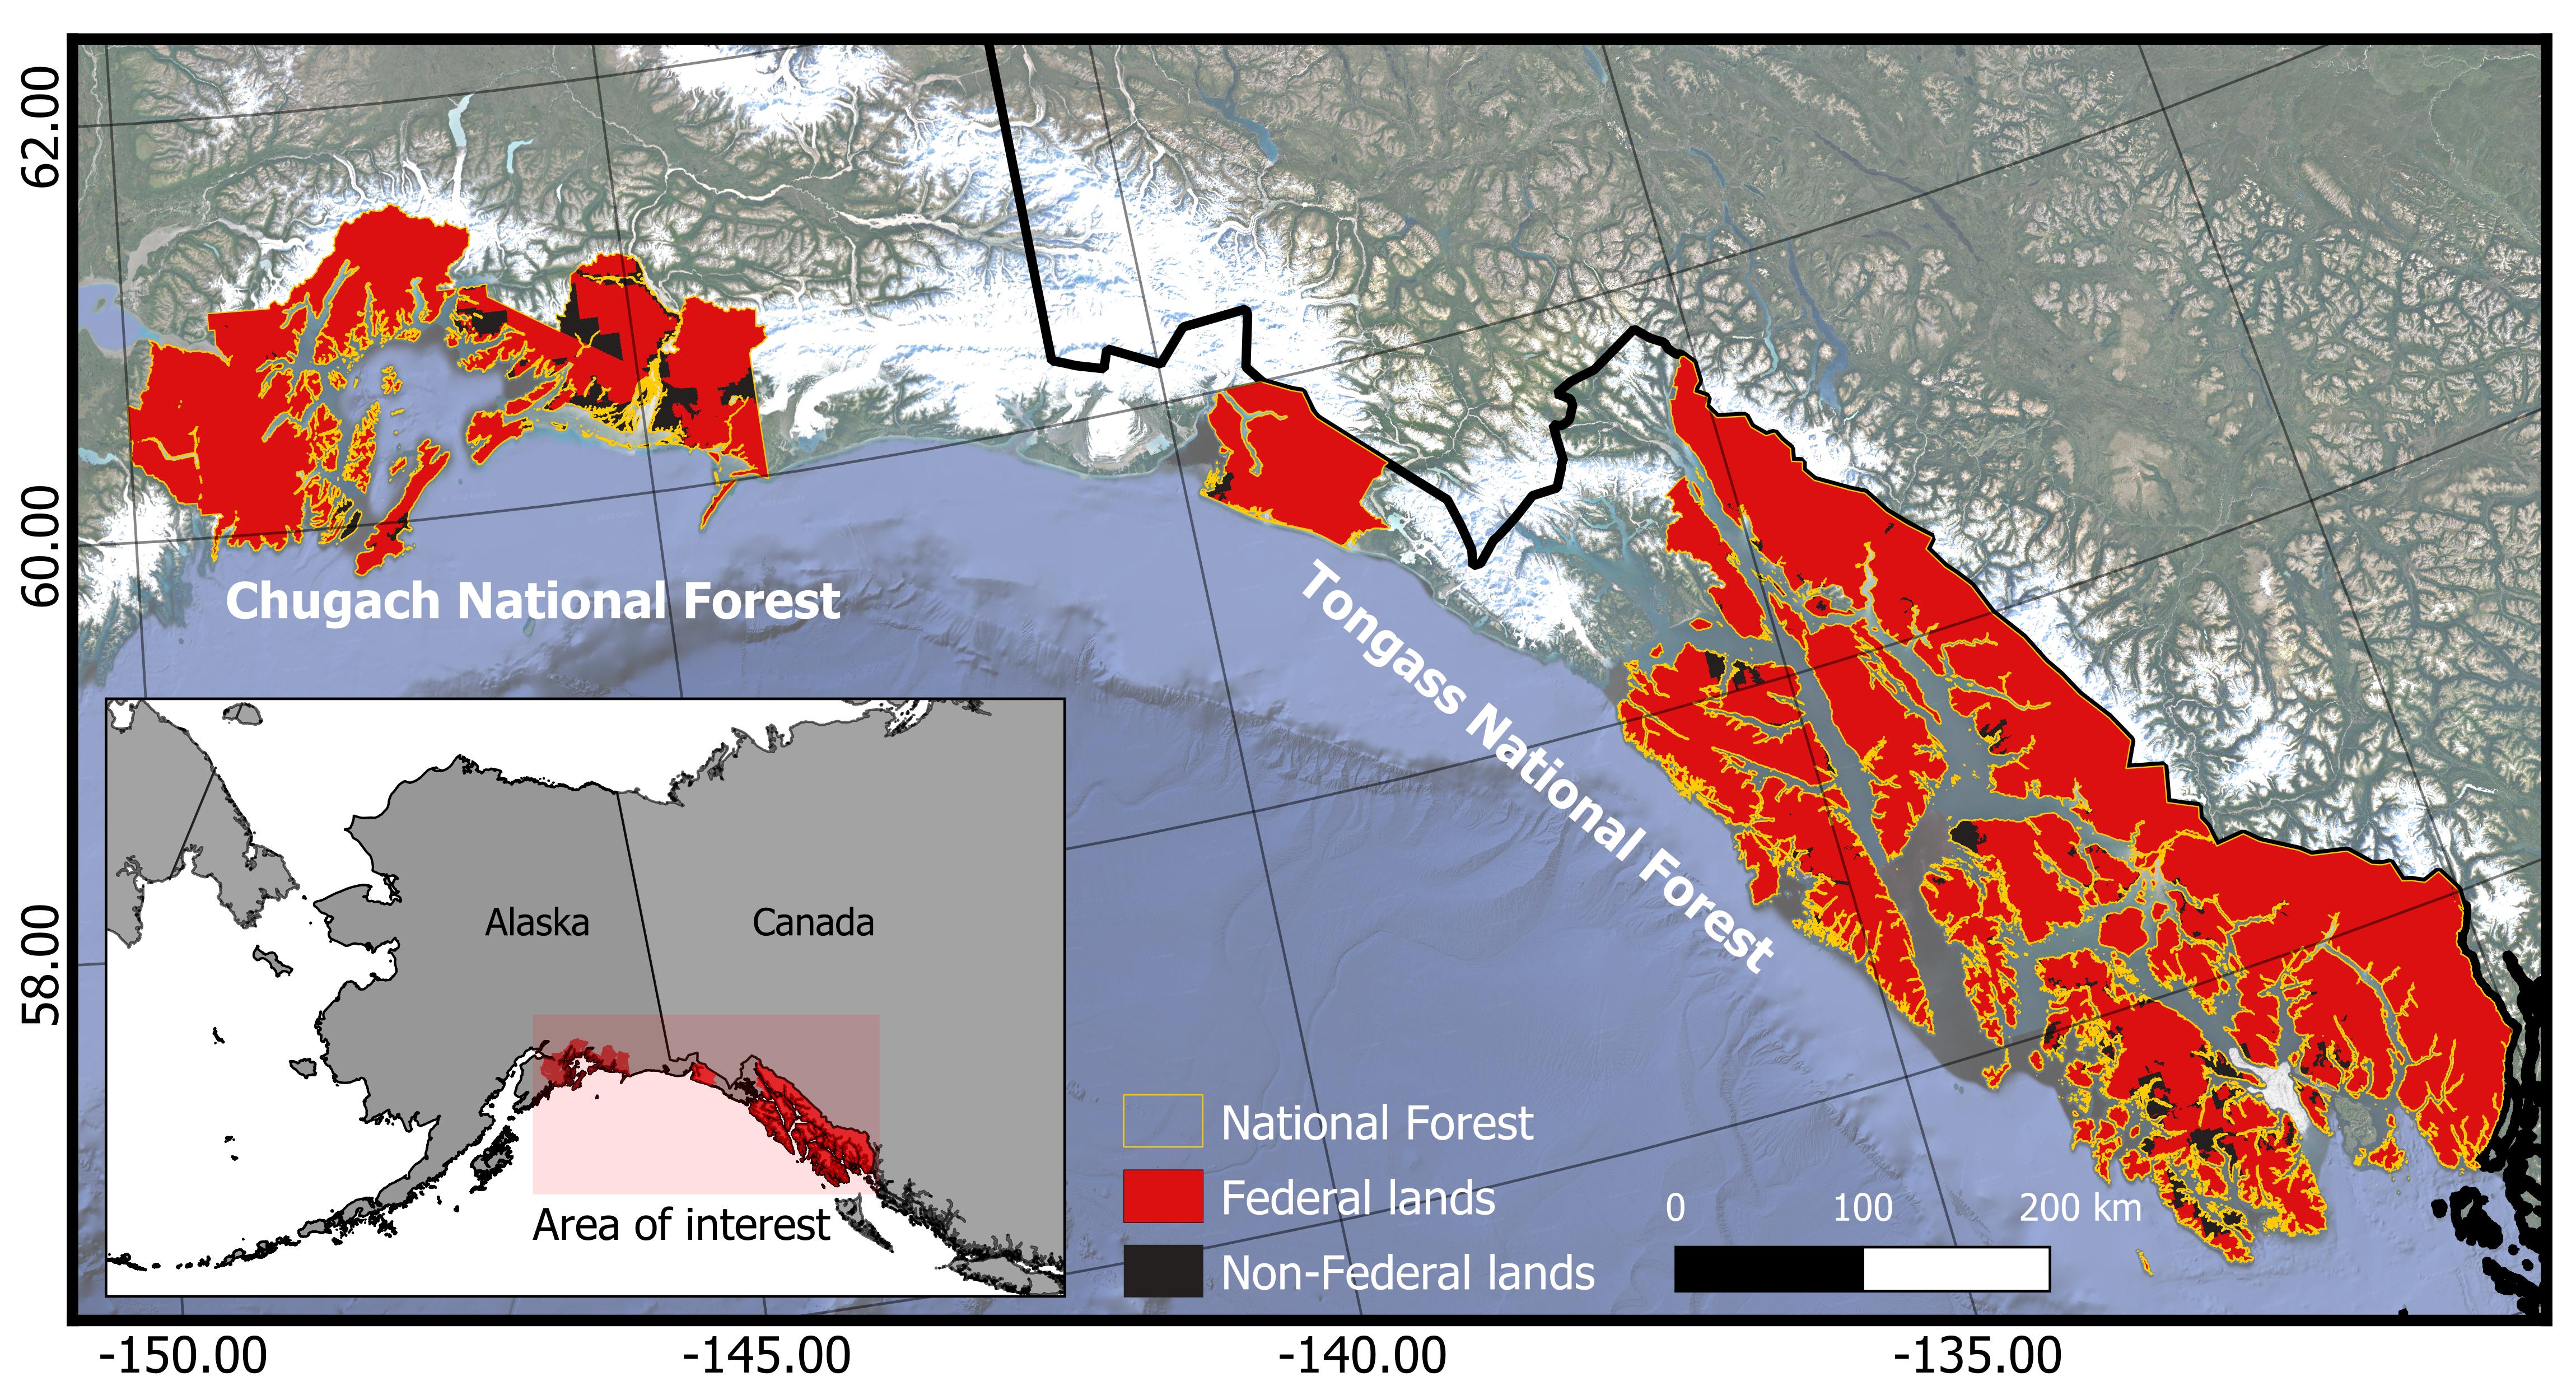 62.00
60.00
58.00
Chugach National Forest
Tongass National Forest
Alaska
Canada
Area of interest
National Forest
Federal lands
Non-Federal lands
0 100 200 km
-150.00 -145.00 -140.00 -135.00